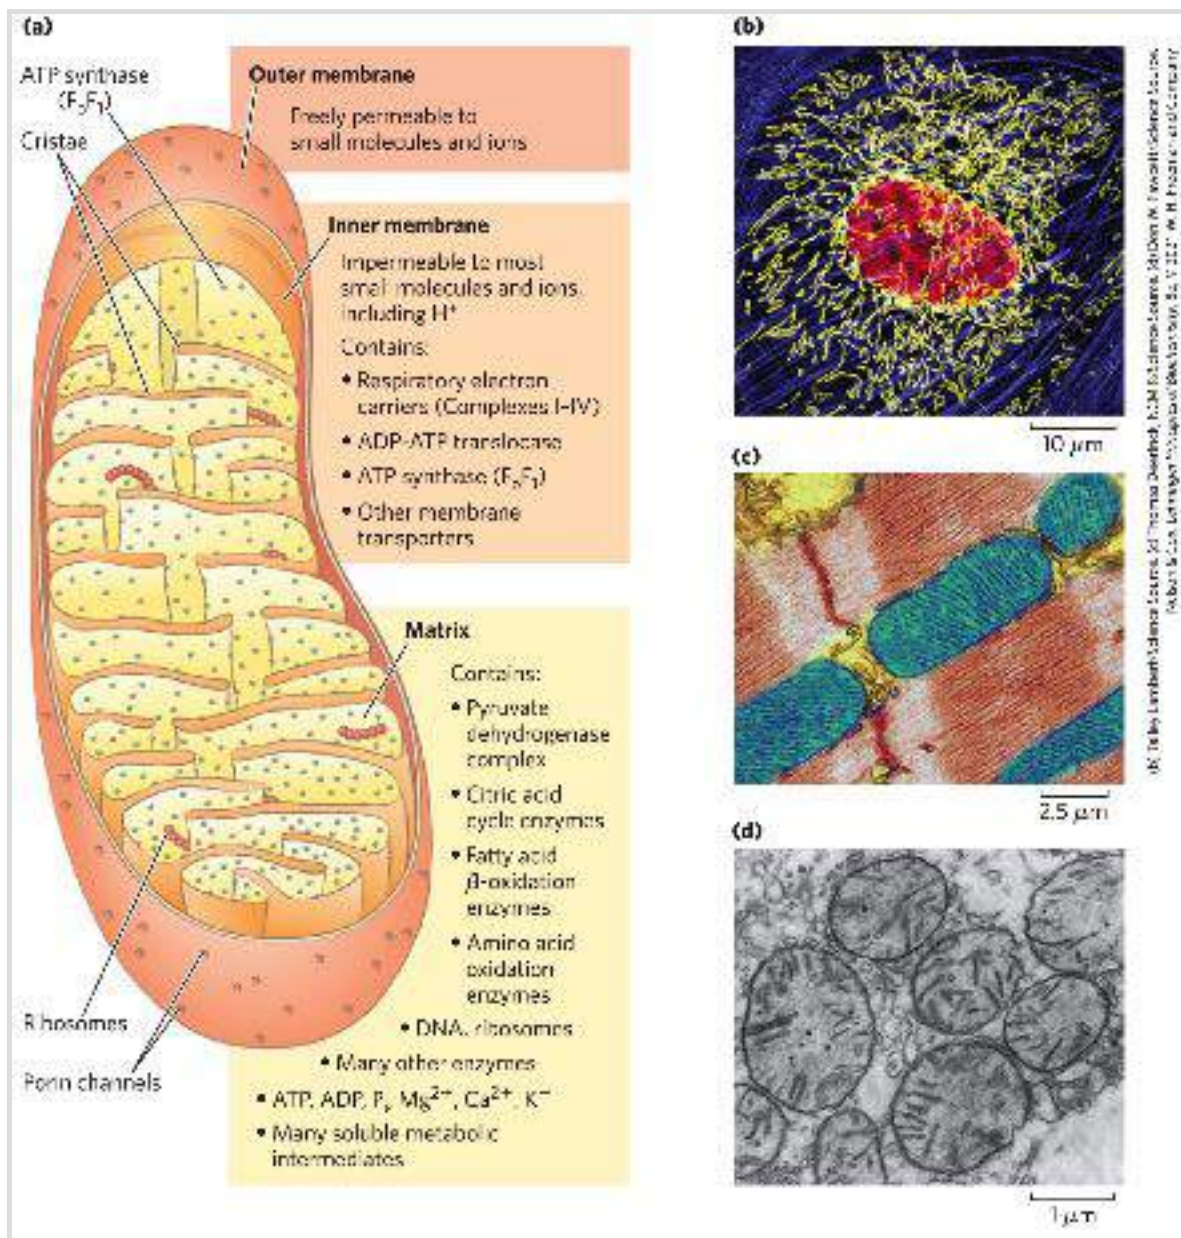 (a)
ATP synthase
(FₒF₁)
Cristae
Outer membrane
Freely permeable to
small molecules and ions
Inner membrane
Impermeable to most
small molecules and ions,
including H⁺
Contains:
• Respiratory electron
carriers (Complexes I–IV)
• ADP-ATP translocase
• ATP synthase (FₒF₁)
• Other membrane
transporters
Matrix
Contains:
• Pyruvate
dehydrogenase
complex
• Citric acid
cycle enzymes
• Fatty acid
β-oxidation
enzymes
• Amino acid
oxidation
enzymes
• DNA, ribosomes
• Many other enzymes
• ATP, ADP, Pᵢ, Mg²⁺, Ca²⁺, K⁺
• Many soluble metabolic
intermediates
Ribosomes
Porin channels
(b)
10 μm
(c)
2.5 μm
(d)
1 μm